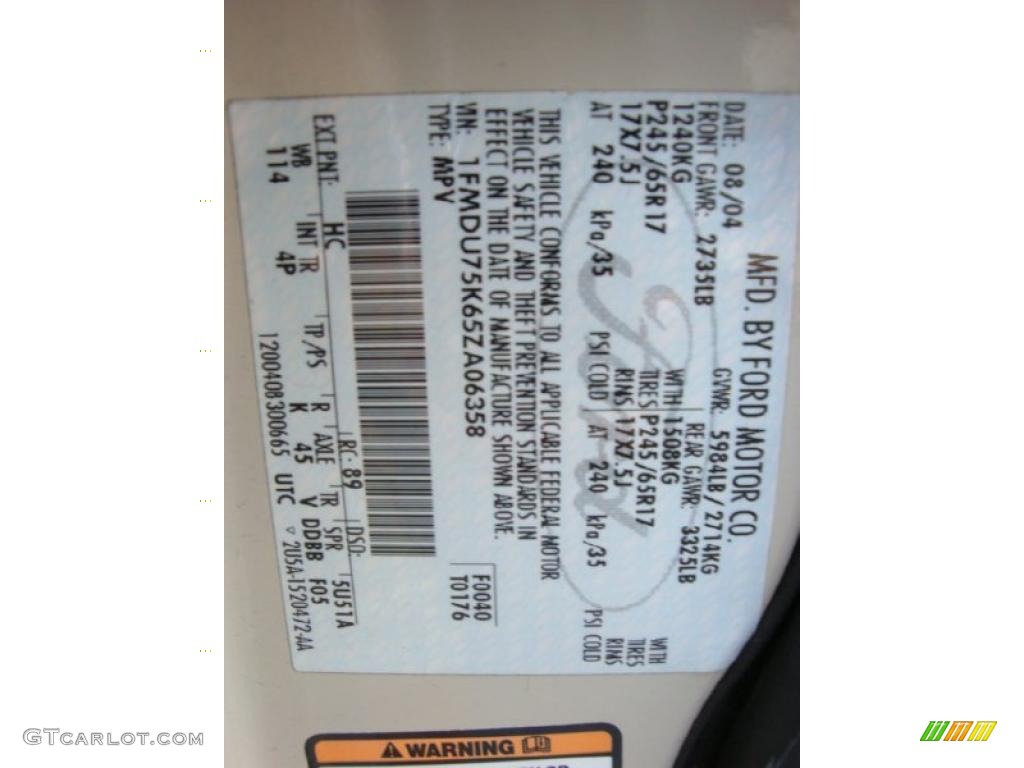 MFD. BY FORD MOTOR CO.
DATE: 08/04 GVWR: 5984LB/2714KG
FRONT GAWR: 2735LB REAR GAWR: 3325LB
1240KG WITH 1508KG WITH
P245/65R17 TIRES P245/65R17 TIRES
17X7.5J RIMS 17X7.5J RIMS
AT 240 kPa/35 PSI COLD AT 240 kPa/35 PSI COLD
THIS VEHICLE CONFORMS TO ALL APPLICABLE FEDERAL MOTOR
VEHICLE SAFETY AND THEFT PREVENTION STANDARDS IN
EFFECT ON THE DATE OF MANUFACTURE SHOWN ABOVE.
VIN: 1FMDU75K65ZA06358
TYPE: MPV
F0040
T0176
EXT PNT: HC RC: 89 DSO: 5U51A
WB INT TR TP/PS R AXLE TR SPR
114 4P K 45 V DDBB F05
1200408300665 UTC ▽ 2U5A-1520472-AA
Ford
⚠ WARNING
GTCarLot.com